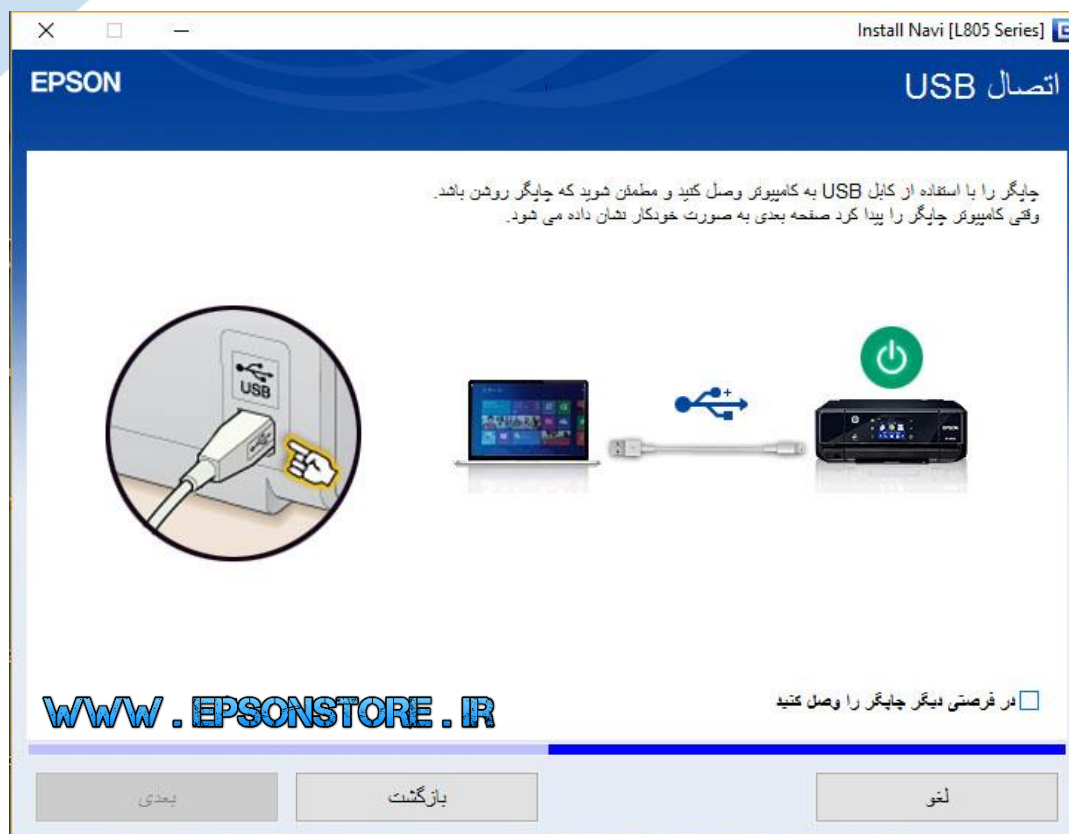 Install Navi [L805 Series]
EPSON
اتصال USB
چاپگر را با استفاده از کابل USB به کامپیوتر وصل کنید و مطمئن شوید که چاپگر روشن باشد.
وقتی کامپیوتر چاپگر را پیدا کرد صفحه بعدی به صورت خودکار نشان داده می شود.
USB
EPSON
در فرصتی دیگر چاپگر را وصل کنید
WWW . EPSONSTORE . IR
لغو
بازگشت
بعدی